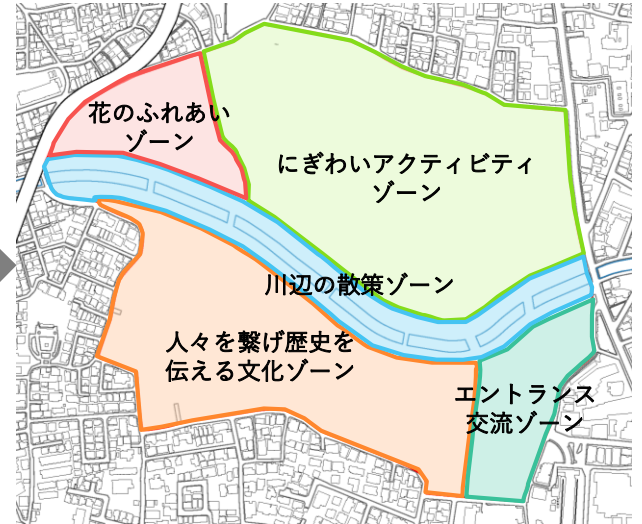 花のふれあい
ゾーン
にぎわいアクティビティ
ゾーン
川辺の散策ゾーン
人々を繋げ歴史を
伝える文化ゾーン
エントランス
交流ゾーン